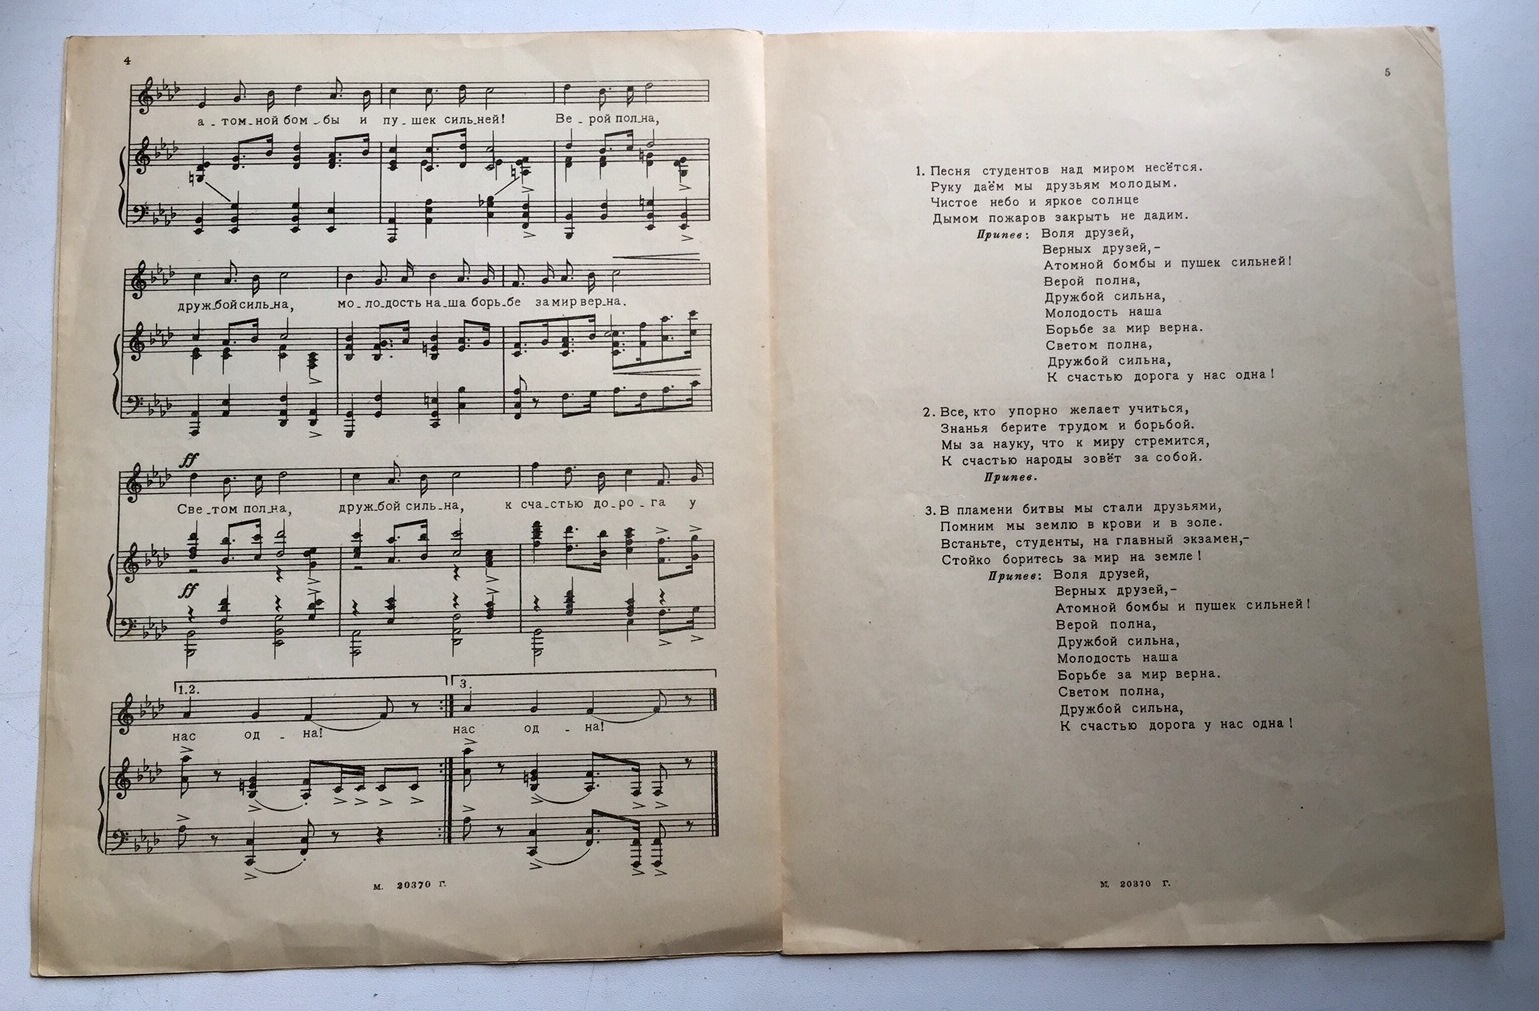 4
а - том - ной бом - бы и пу - шек силь - ней! Ве - рой пол - на,
друж - бой силь - на, мо - ло - дость на - ша борь - бе за мир вер - на.
ff
Све - том пол - на, друж - бой силь - на, к сча - стью до - ро - га у
ff
1.2. 3.
нас од - на! нас од - на!
М. 20370 Г.
5
1. Песня студентов над миром несётся.
Руку даём мы друзьям молодым.
Чистое небо и яркое солнце
Дымом пожаров закрыть не дадим.
Припев: Воля друзей,
Верных друзей,-
Атомной бомбы и пушек сильней!
Верой полна,
Дружбой сильна,
Молодость наша
Борьбе за мир верна.
Светом полна,
Дружбой сильна,
К счастью дорога у нас одна!
2. Все, кто упорно желает учиться,
Знанья берите трудом и борьбой.
Мы за науку, что к миру стремится,
К счастью народы зовёт за собой.
Припев.
3. В пламени битвы мы стали друзьями,
Помним мы землю в крови и в золе.
Встаньте, студенты, на главный экзамен,-
Стойко боритесь за мир на земле!
Припев: Воля друзей,
Верных друзей,-
Атомной бомбы и пушек сильней!
Верой полна,
Дружбой сильна,
Молодость наша
Борьбе за мир верна.
Светом полна,
Дружбой сильна,
К счастью дорога у нас одна!
М. 20370 Г.